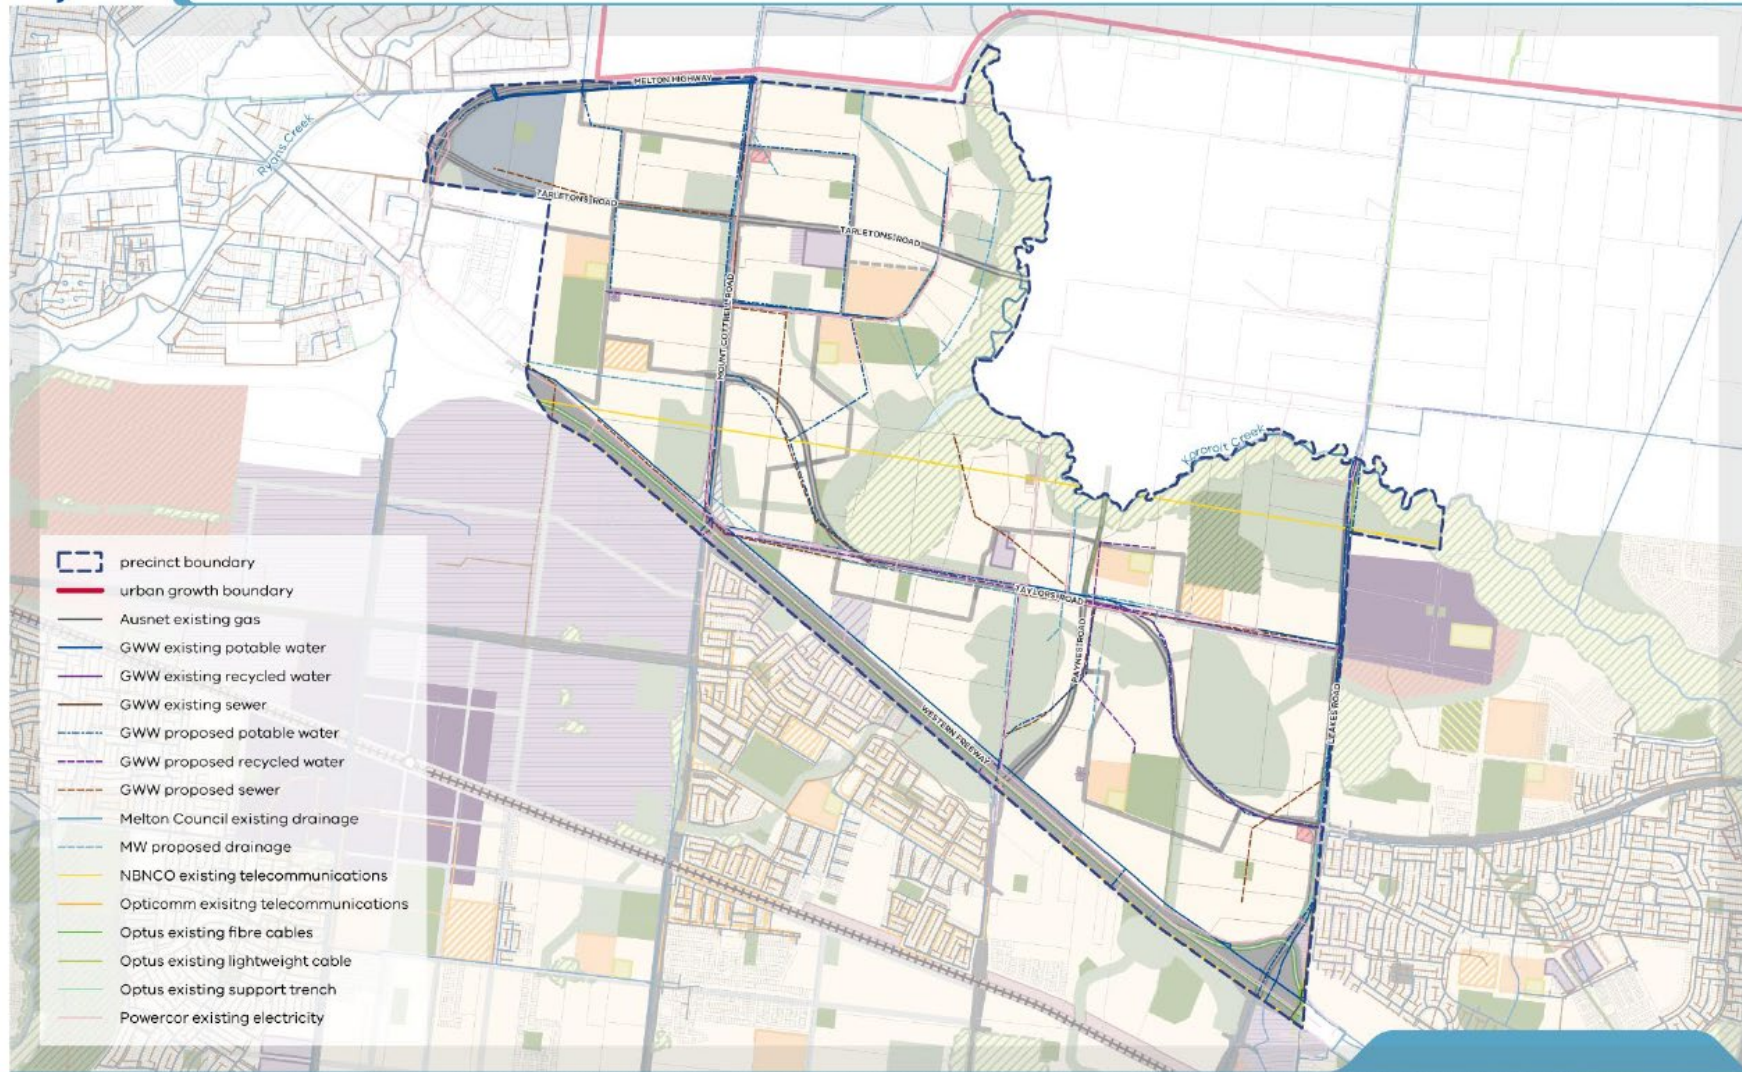 MELTON HIGHWAY
Ryans Creek
TARLETONS ROAD
TARLETONS ROAD
MOUNT COTTRELL ROAD
Kororoit Creek
TAYLORS ROAD
PAYNES ROAD
LEAKES ROAD
WESTERN FREEWAY
precinct boundary
urban growth boundary
Ausnet existing gas
GWW existing potable water
GWW existing recycled water
GWW existing sewer
GWW proposed potable water
GWW proposed recycled water
GWW proposed sewer
Melton Council existing drainage
MW proposed drainage
NBNCO existing telecommunications
Opticomm exisitng telecommunications
Optus existing fibre cables
Optus existing lightweight cable
Optus existing support trench
Powercor existing electricity